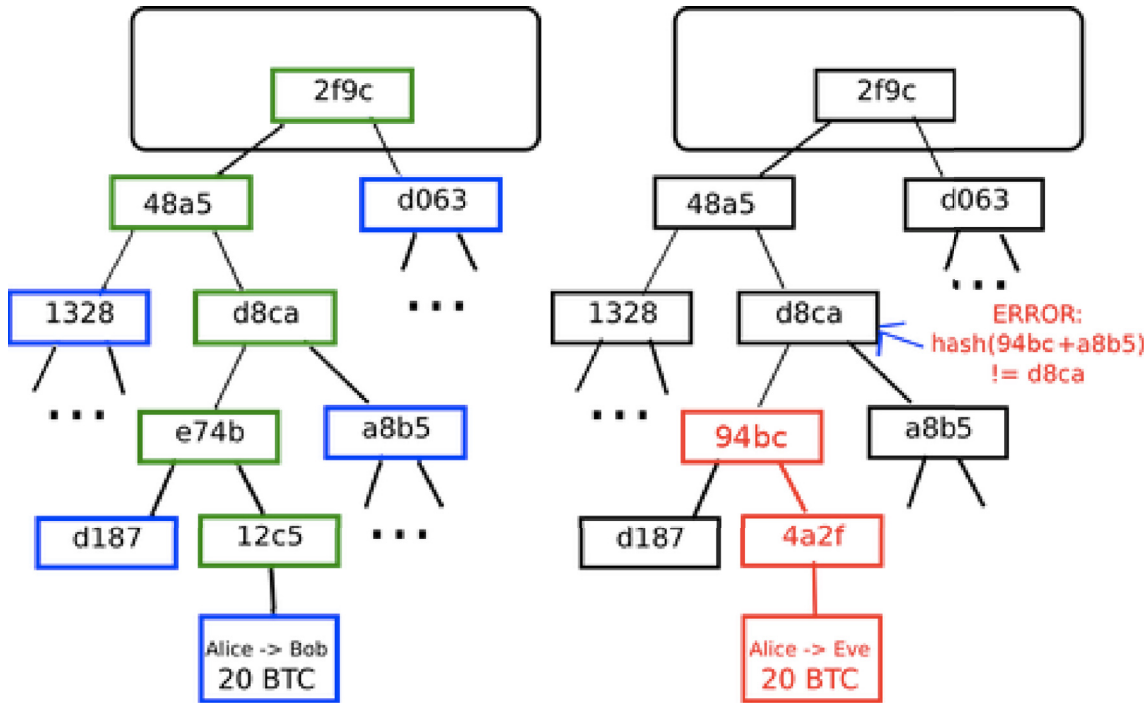 2f9c
48a5
d063
...
1328
d8ca
...
e74b
a8b5
...
d187
12c5
Alice -> Bob
20 BTC
2f9c
48a5
d063
...
1328
d8ca
ERROR:
hash(94bc+a8b5)
!= d8ca
...
94bc
a8b5
d187
4a2f
Alice -> Eve
20 BTC